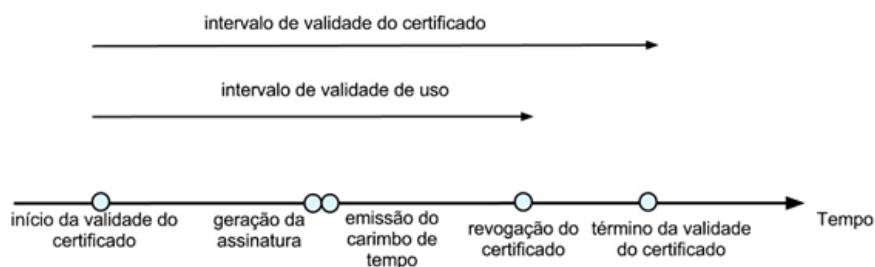 intervalo de validade do certificado
intervalo de validade de uso
início da validade do
certificado
geração da
assinatura
emissão do
carimbo de
tempo
revogação do
certificado
término da validade
do certificado
Tempo